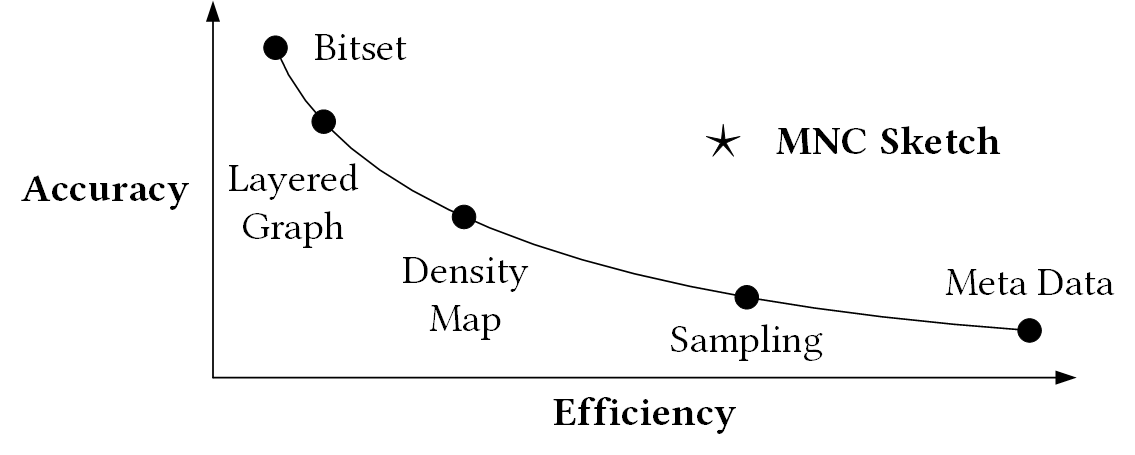 Bitset
MNC Sketch
Accuracy
Layered
Graph
Density
Map
Meta Data
Sampling
Efficiency